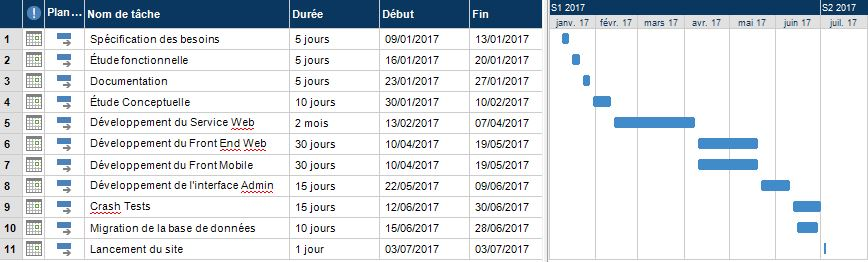 Plan ... Nom de tâche Durée Début Fin S1 2017 S2 2017
janv. 17 févr. 17 mars 17 avr. 17 mai 17 juin 17 juil. 17
1 Spécification des besoins 5 jours 09/01/2017 13/01/2017
2 Étude fonctionnelle 5 jours 16/01/2017 20/01/2017
3 Documentation 5 jours 23/01/2017 27/01/2017
4 Étude Conceptuelle 10 jours 30/01/2017 10/02/2017
5 Développement du Service Web 2 mois 13/02/2017 07/04/2017
6 Développement du Front End Web 30 jours 10/04/2017 19/05/2017
7 Développement du Front Mobile 30 jours 10/04/2017 19/05/2017
8 Développement de l'interface Admin 15 jours 22/05/2017 09/06/2017
9 Crash Tests 15 jours 12/06/2017 30/06/2017
10 Migration de la base de données 10 jours 15/06/2017 28/06/2017
11 Lancement du site 1 jour 03/07/2017 03/07/2017